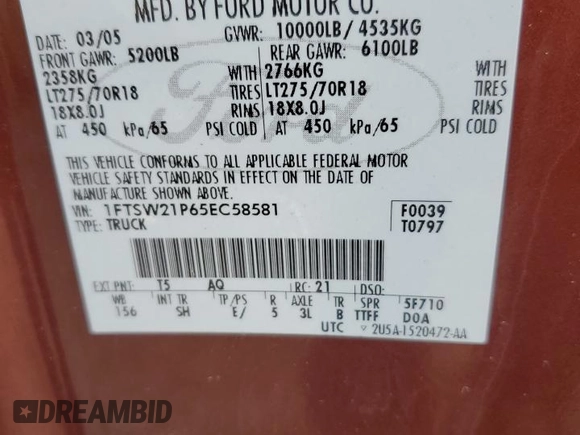 MFD. BY FORD MOTOR CO.
DATE: 03/05 GVWR: 10000LB/ 4535KG
FRONT GAWR: 5200LB REAR GAWR: 6100LB
2358KG WITH 2766KG WITH
LT275/70R18 TIRES LT275/70R18 TIRES
18X8.0J RIMS 18X8.0J RIMS
AT 450 kPa/65 PSI COLD AT 450 kPa/65 PSI COLD
Ford
THIS VEHICLE CONFORMS TO ALL APPLICABLE FEDERAL MOTOR
VEHICLE SAFETY STANDARDS IN EFFECT ON THE DATE OF
MANUFACTURE SHOWN ABOVE.
VIN: 1FTSW21P65EC58581 F0039
TYPE: TRUCK T0797
EXT PNT: T5 AQ RC: 21 DSO:
WB INT TR TP/PS R AXLE TR SPR 5F710
156 SH E/ 5 3L B TTFF DOA
UTC 2U5A-1520472-AA
DREAMBID